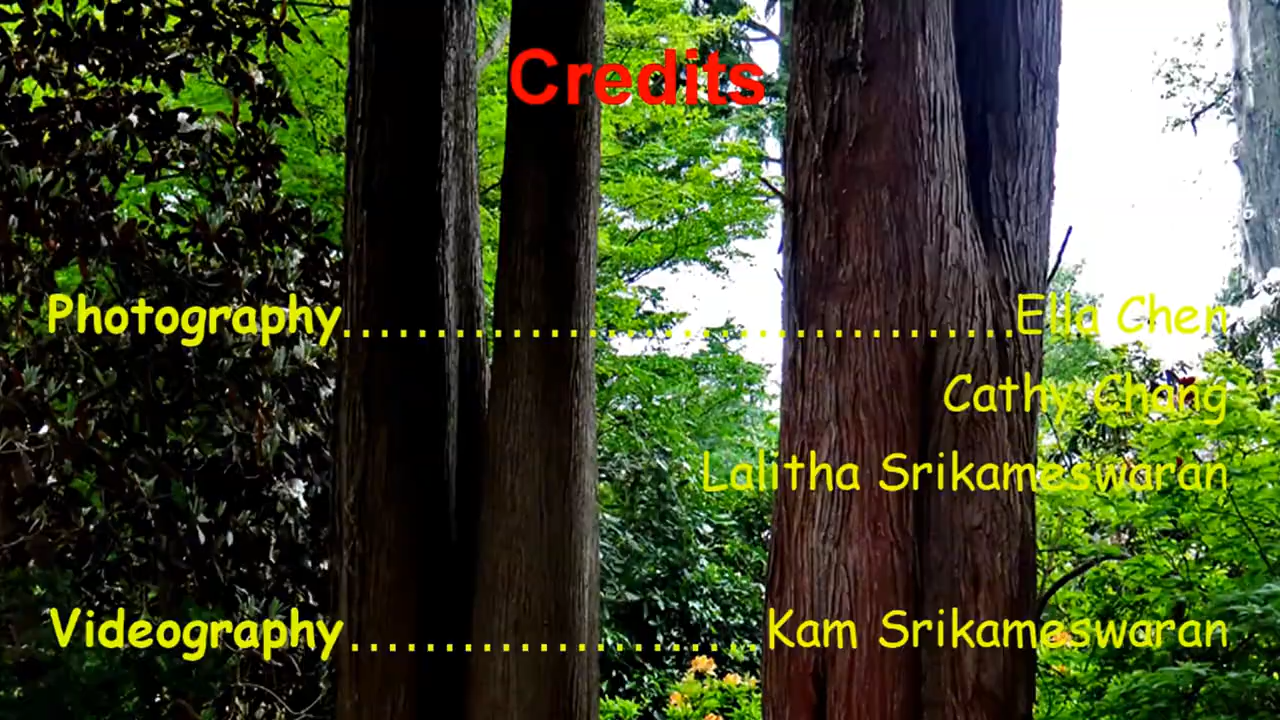 Credits
Photography....................................Ella Chen
Cathy Chang
Lalitha Srikameswaran
Videography......................Kam Srikameswaran